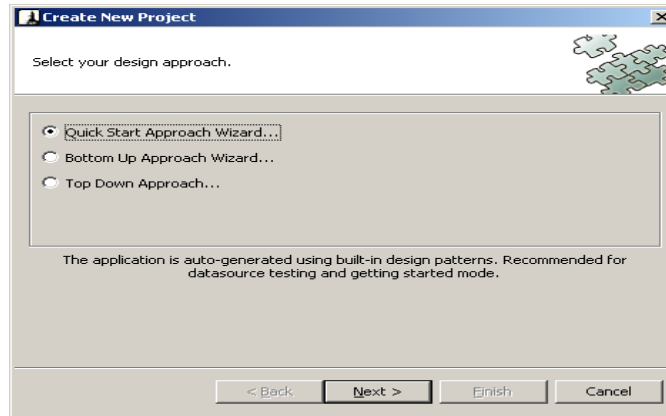 Create New Project
Select your design approach.
Quick Start Approach Wizard...
Bottom Up Approach Wizard...
Top Down Approach...
The application is auto-generated using built-in design patterns. Recommended for
datasource testing and getting started mode.
< Back
Next >
Finish
Cancel